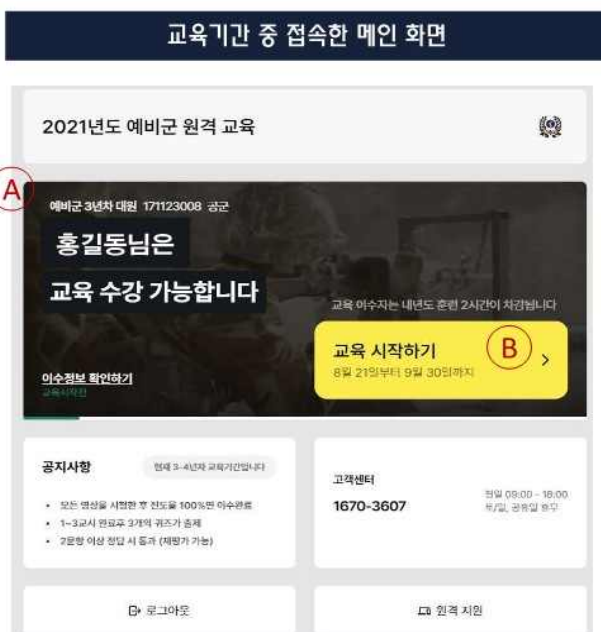 교육기간 중 접속한 메인 화면
2021년도 예비군 원격 교육
A
예비군 3년차 대원 171123008 공군
홍길동님은
교육 수강 가능합니다
교육 이수자는 내년도 훈련 2시간이 차감됩니다
교육 시작하기
B
8월 21일부터 9월 30일까지
이수정보 확인하기
교육시작전
공지사항
현재 3~4년차 교육기간입니다
• 모든 영상을 시청한 후 진도율 100%면 이수완료
• 1~3교시 완료후 3개의 퀴즈가 출제
• 2문항 이상 정답 시 통과 (재평가 가능)
고객센터
1670-3607
평일 09:00 - 18:00
토/일, 공휴일 휴무
로그아웃
원격 지원